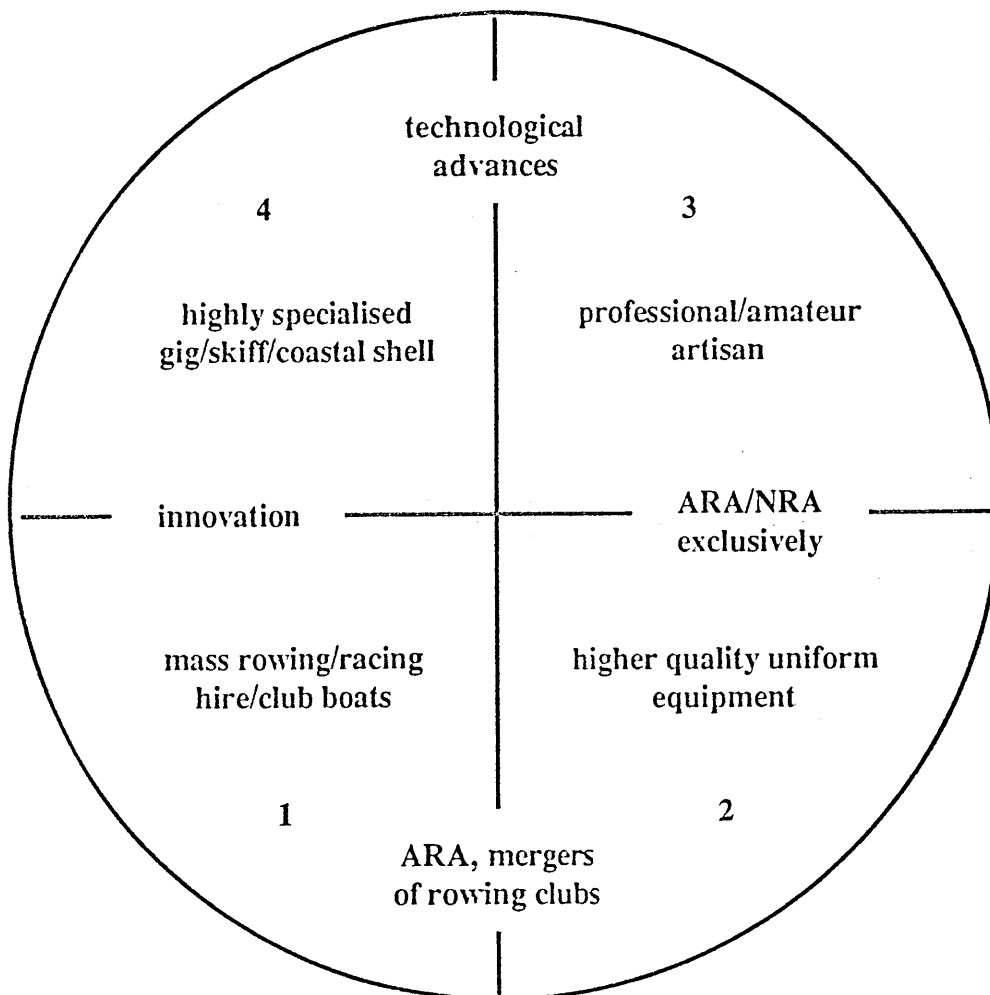 technological
advances
4
3
highly specialised
gig/skiff/coastal shell
professional/amateur
artisan
innovation
ARA/NRA
exclusively
mass rowing/racing
hire/club boats
higher quality uniform
equipment
1
2
ARA, mergers
of rowing clubs